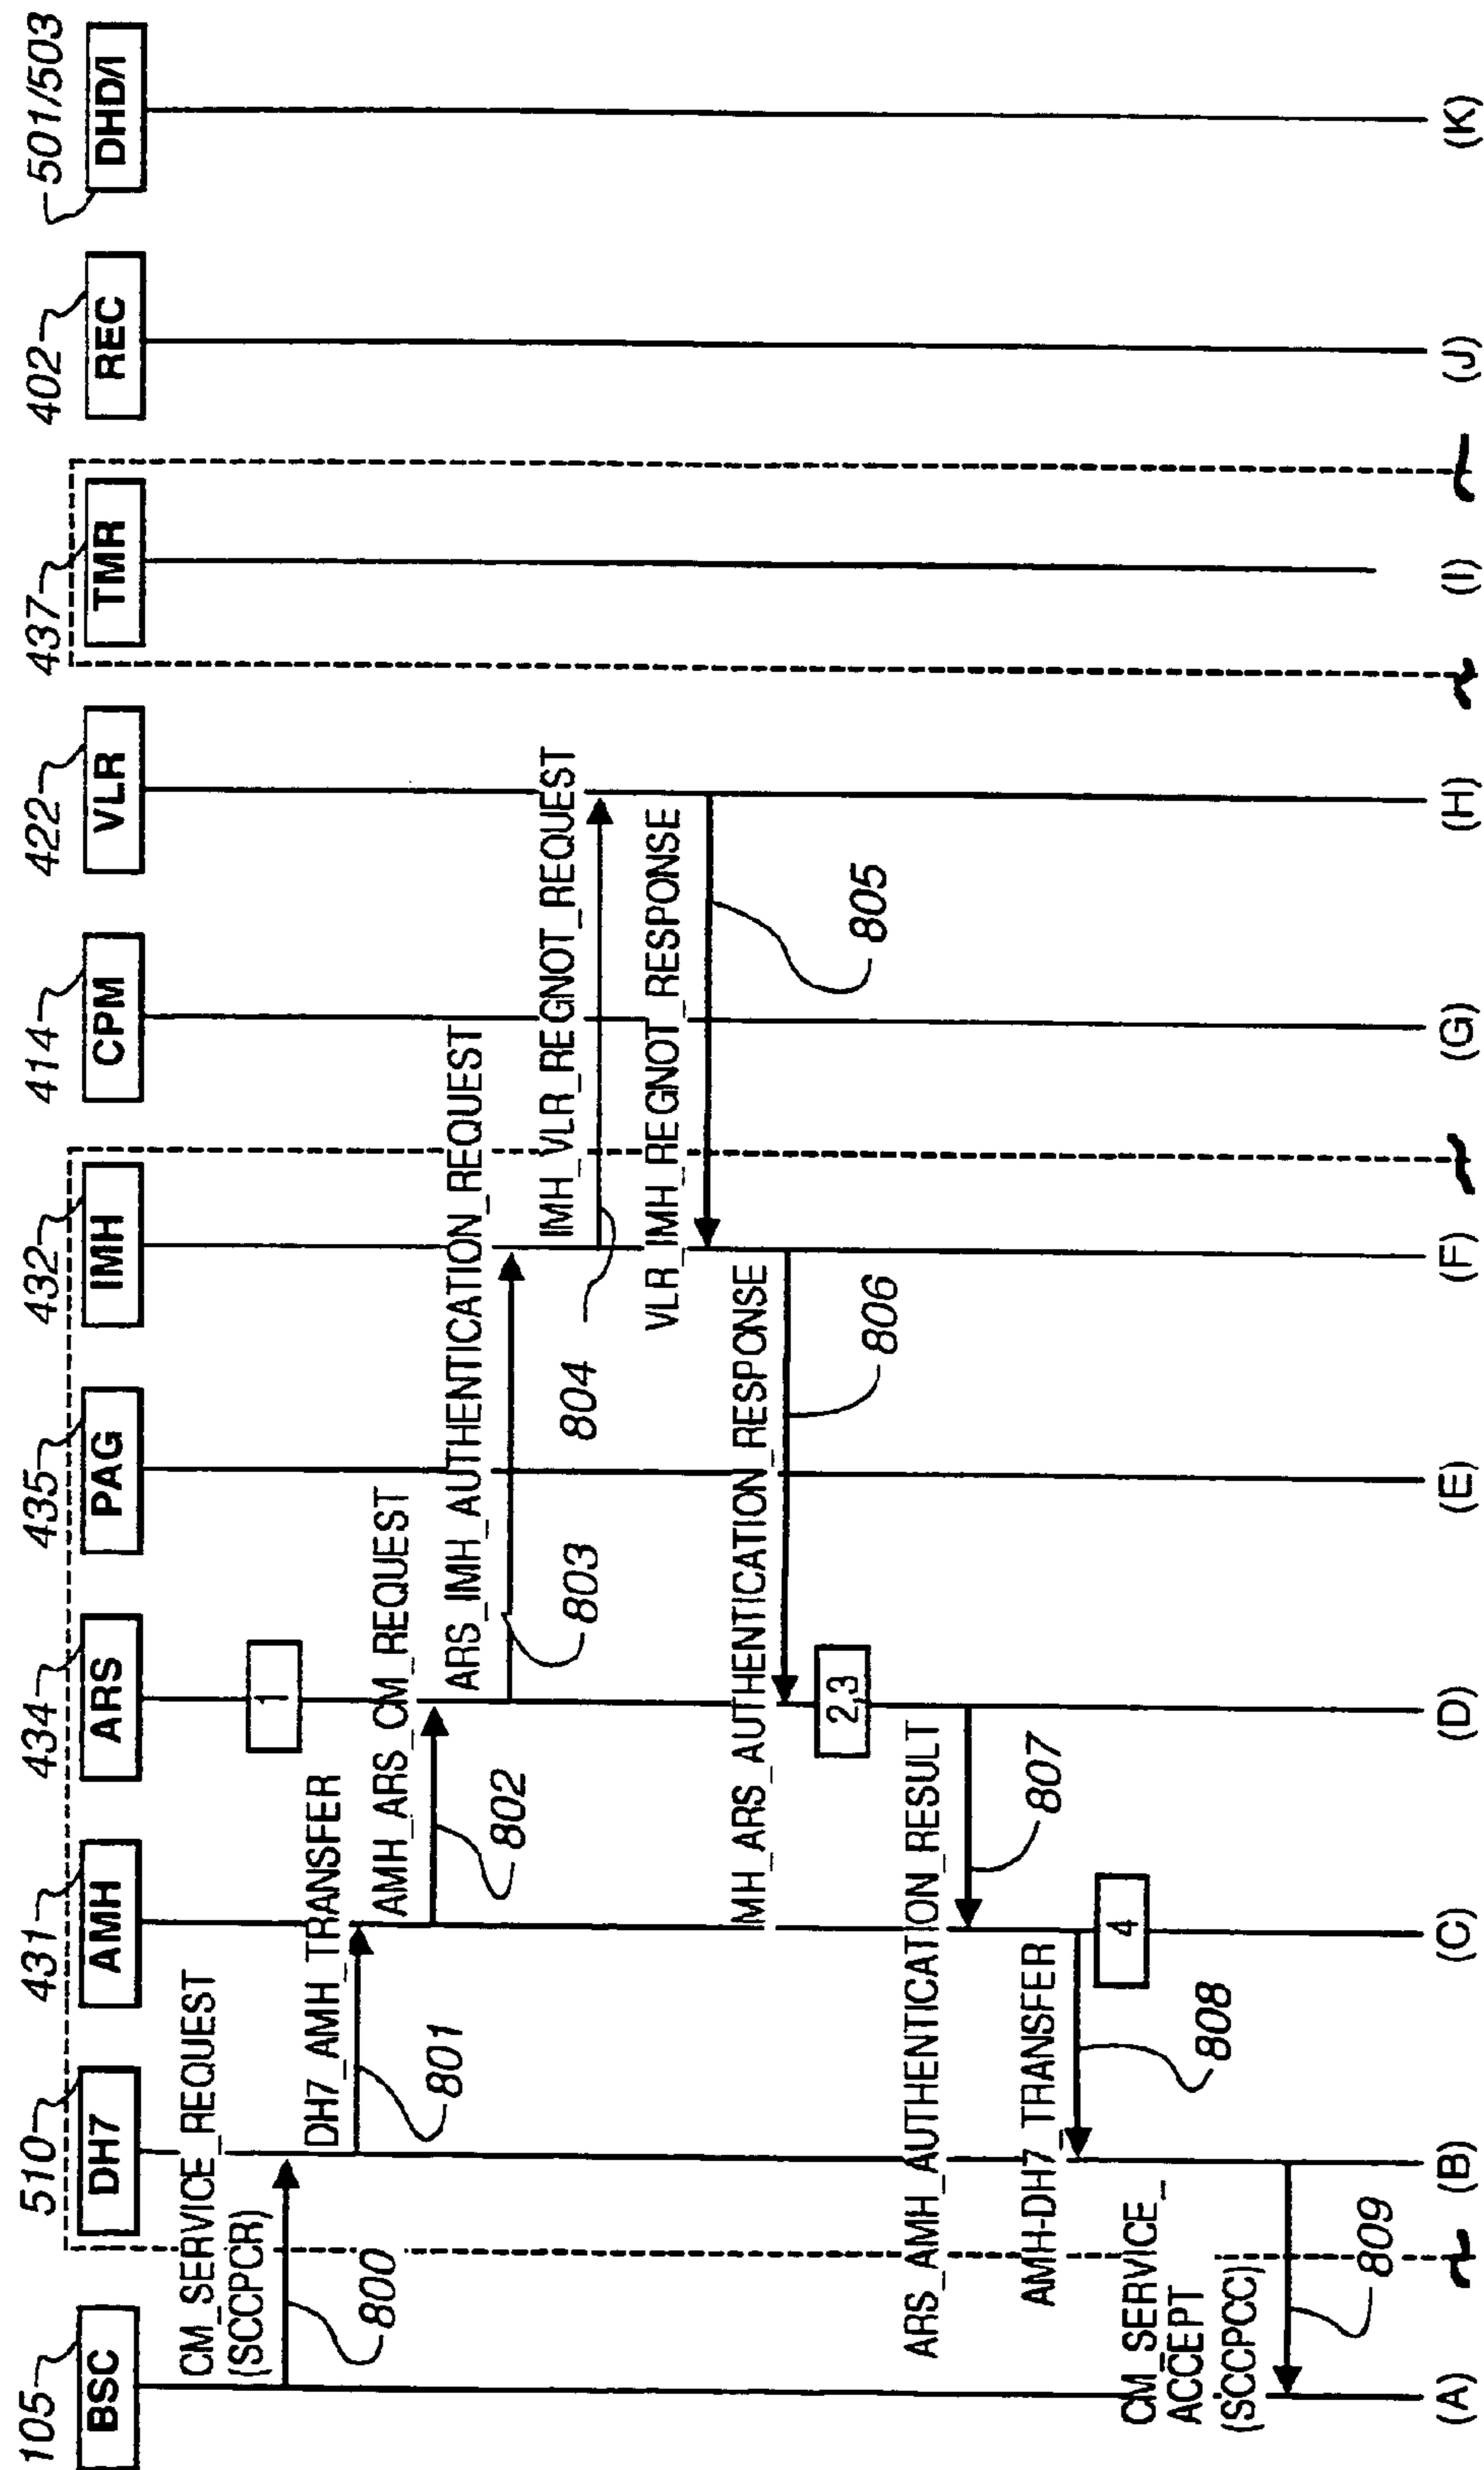 105
BSC
510
DH7
431
AMH
434
ARS
435
PAG
432
IMH
414
CPM
422
VLR
437
TMR
402
REC
501/503
DHD/I
CM_SERVICE_REQUEST
(SCCPCR)
800
1
DH7_AMH_TRANSFER
801
AMH_ARS_CM_REQUEST
802
ARS_IMH_AUTHENTICATION_REQUEST
803
IMH_VLR_REGNOT_REQUEST
804
VLR_IMH_REGNOT_RESPONSE
805
IMH_ARS_AUTHENTICATION_RESPONSE
806
2,3
ARS_AMH_AUTHENTICATION_RESULT
807
AMH-DH7_TRANSFER
808
4
CM_SERVICE_
ACCEPT
(SCCPCC)
809
(A)
(B)
(C)
(D)
(E)
(F)
(G)
(H)
(I)
(J)
(K)